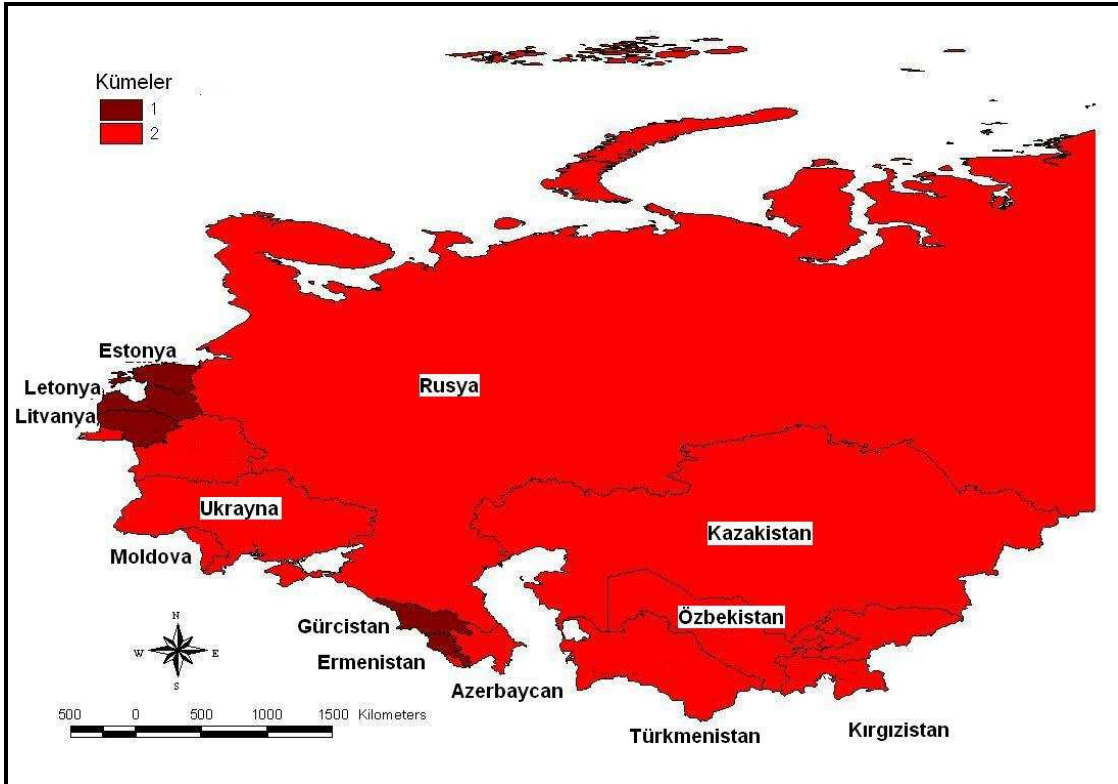 Kümeler
1
2
Estonya
Letonya
Litvanya
Rusya
Ukrayna
Kazakistan
Moldova
Özbekistan
Gürcistan
Ermenistan
Azerbaycan
Türkmenistan
Kırgızistan
N
W E
S
500 0 500 1000 1500 Kilometers